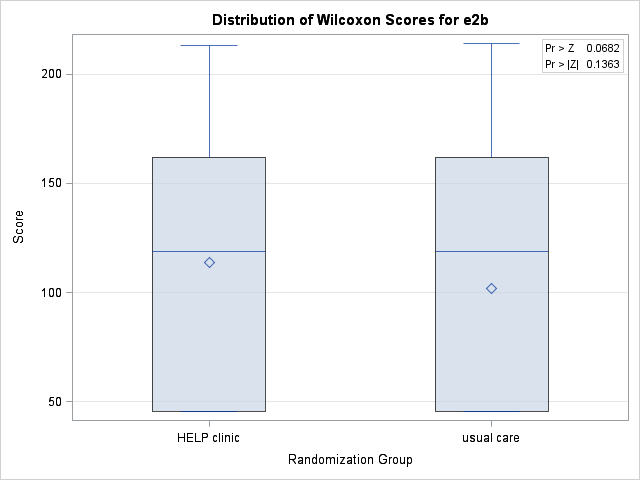 Distribution of Wilcoxon Scores for e2b
Pr > Z 0.0682
Pr > |Z| 0.1363
200
150
100
50
Score
HELP clinic
usual care
Randomization Group